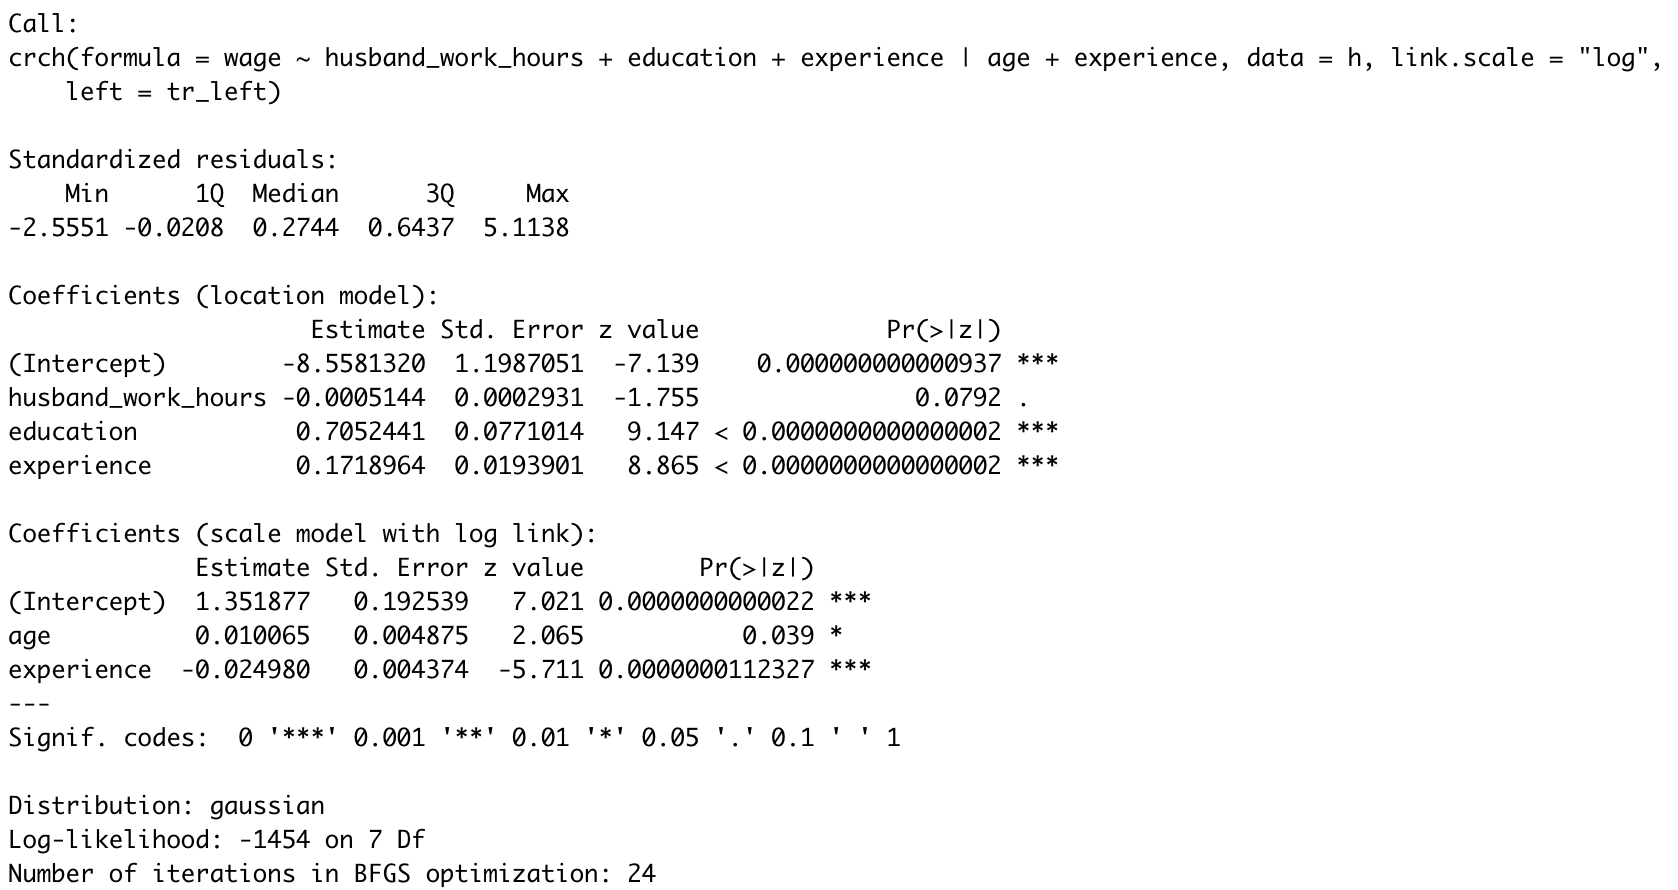 Call:
crch(formula = wage ~ husband_work_hours + education + experience | age + experience, data = h, link.scale = "log",
    left = tr_left)

Standardized residuals:
    Min      1Q  Median      3Q     Max
-2.5551 -0.0208  0.2744  0.6437  5.1138

Coefficients (location model):
                     Estimate Std. Error z value             Pr(>|z|)
(Intercept)        -8.5581320  1.1987051  -7.139    0.000000000000937 ***
husband_work_hours -0.0005144  0.0002931  -1.755               0.0792 .
education           0.7052441  0.0771014   9.147 < 0.0000000000000002 ***
experience          0.1718964  0.0193901   8.865 < 0.0000000000000002 ***

Coefficients (scale model with log link):
             Estimate Std. Error z value        Pr(>|z|)
(Intercept)  1.351877   0.192539   7.021 0.0000000000022 ***
age          0.010065   0.004875   2.065           0.039 *
experience  -0.024980   0.004374  -5.711 0.0000000112327 ***
---
Signif. codes:  0 '***' 0.001 '**' 0.01 '*' 0.05 '.' 0.1 ' ' 1

Distribution: gaussian
Log-likelihood: -1454 on 7 Df
Number of iterations in BFGS optimization: 24